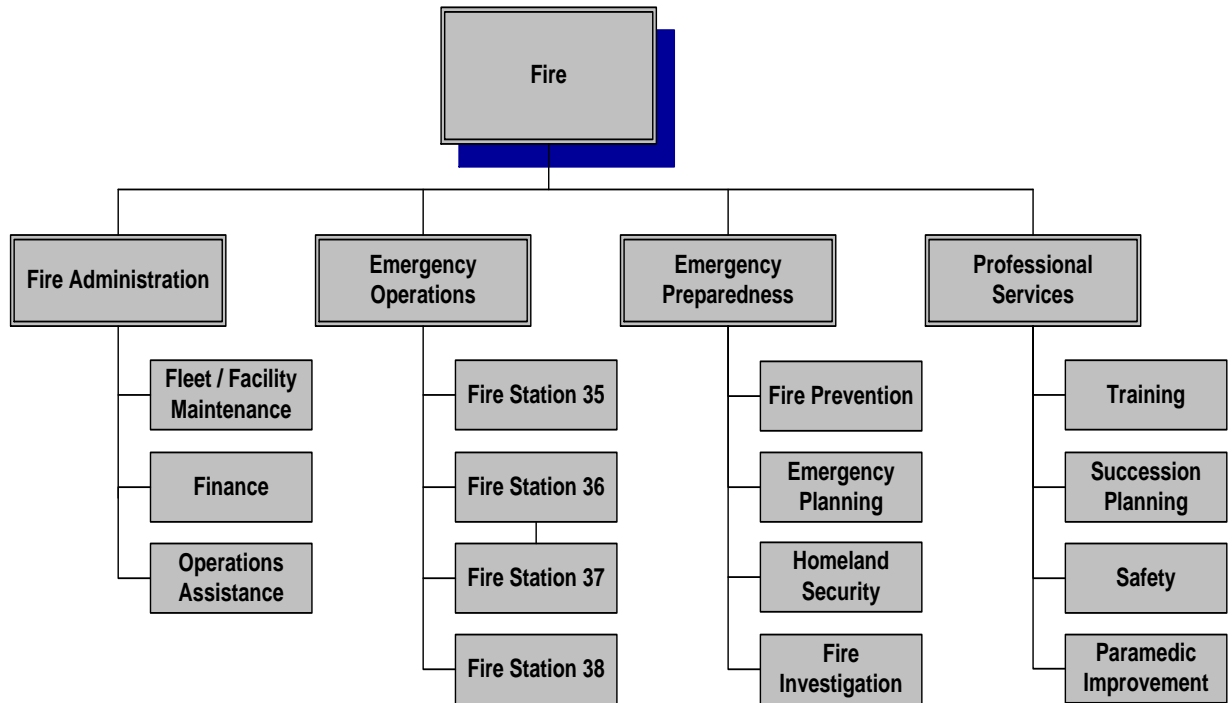 Fire
Fire Administration
Emergency
Operations
Emergency
Preparedness
Professional
Services
Fleet / Facility
Maintenance
Finance
Operations
Assistance
Fire Station 35
Fire Station 36
Fire Station 37
Fire Station 38
Fire Prevention
Emergency
Planning
Homeland
Security
Fire
Investigation
Training
Succession
Planning
Safety
Paramedic
Improvement